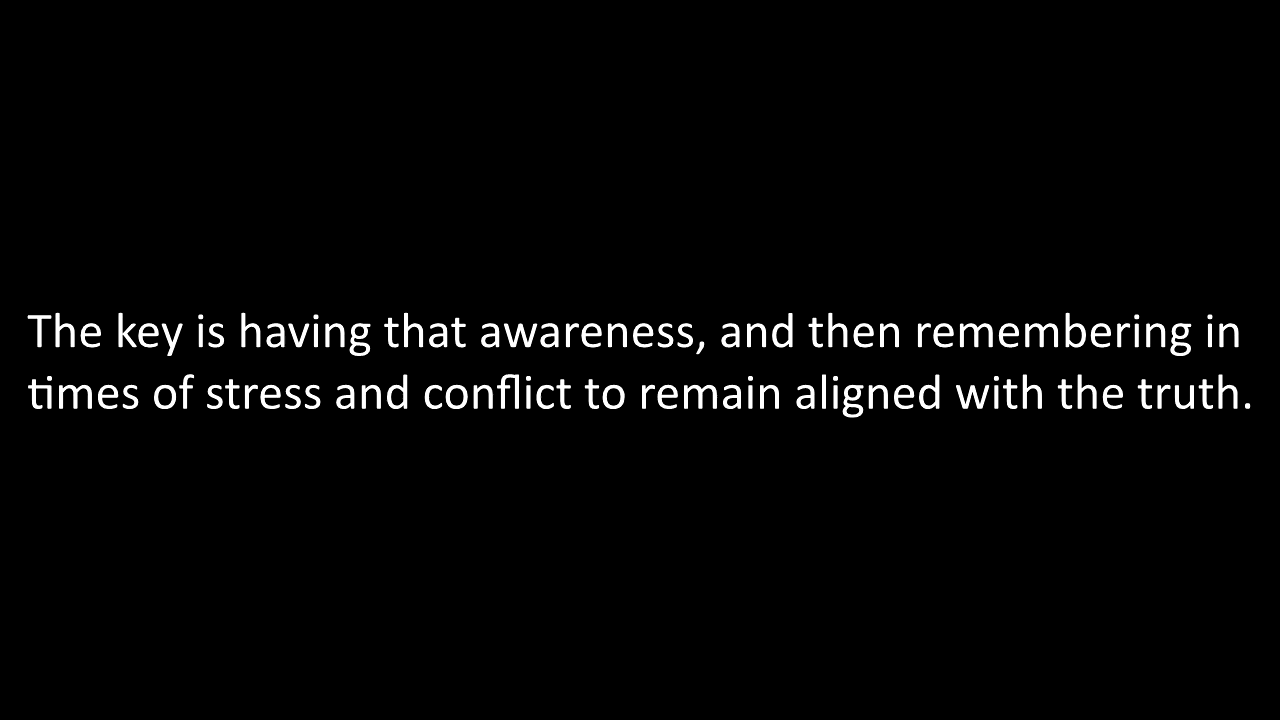 The key is having that awareness, and then remembering in
times of stress and conflict to remain aligned with the truth.